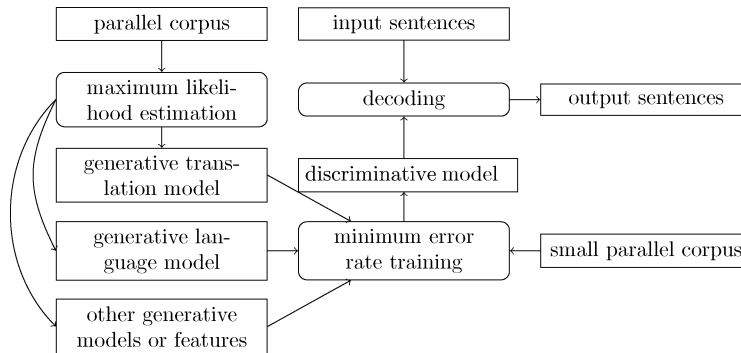 parallel corpus
input sentences
maximum likeli-
hood estimation
decoding
output sentences
generative trans-
lation model
discriminative model
generative lan-
guage model
minimum error
rate training
small parallel corpus
other generative
models or features